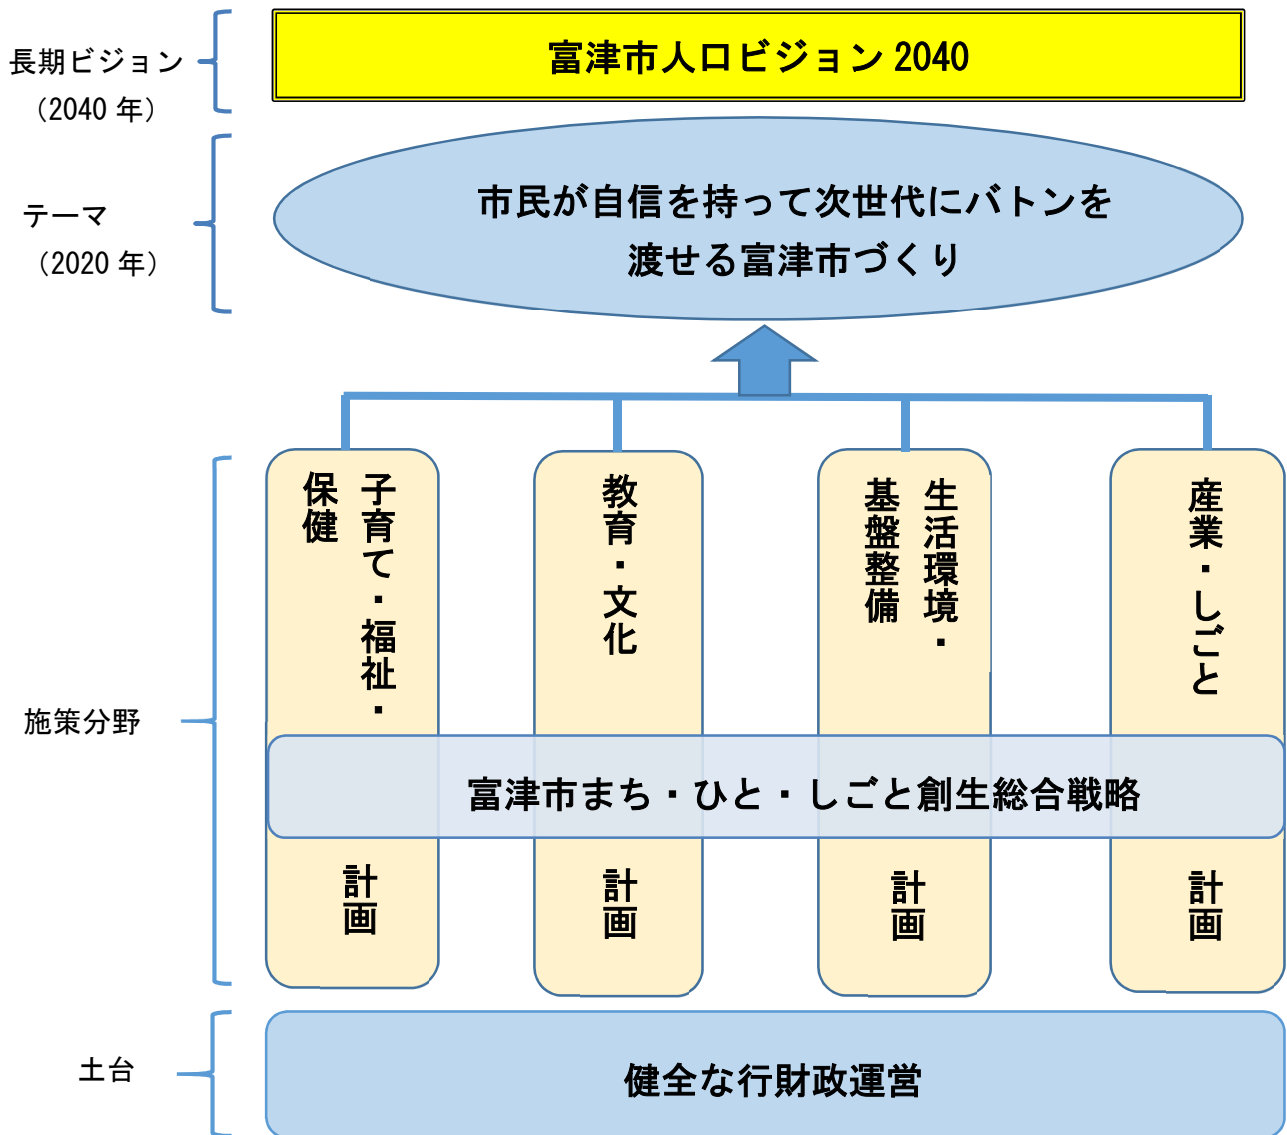 長期ビジョン
（2040 年）
富津市人口ビジョン 2040
テーマ
（2020 年）
市民が自信を持って次世代にバトンを
渡せる富津市づくり
施策分野
子育て・福祉・
保健
計画
教育・文化
計画
生活環境・
基盤整備
計画
産業・しごと
計画
富津市まち・ひと・しごと創生総合戦略
土台
健全な行財政運営